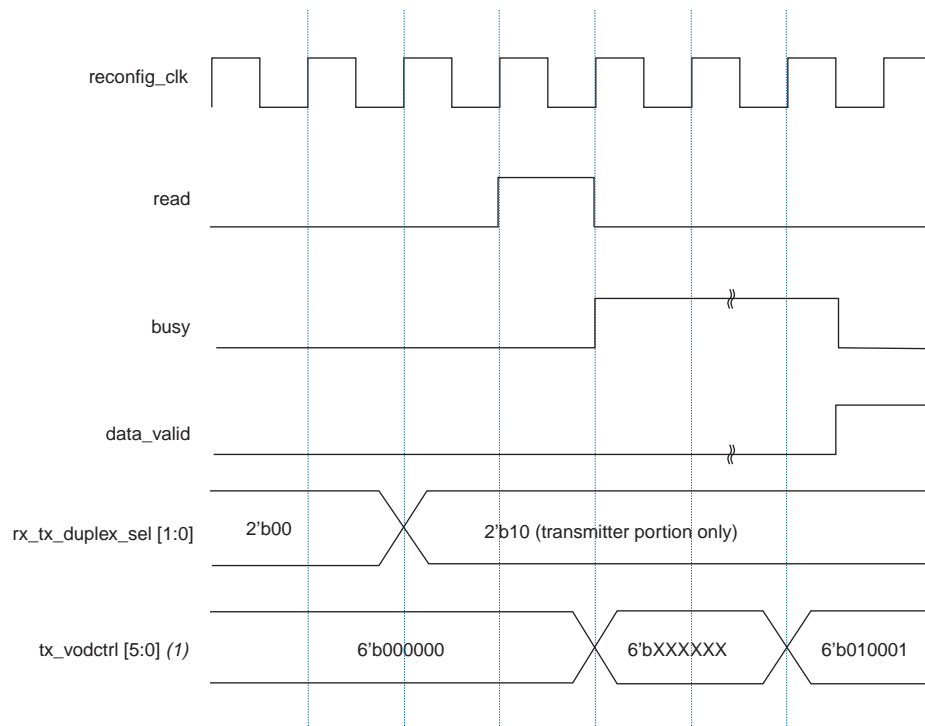 reconfig_clk
read
busy
data_valid
rx_tx_duplex_sel [1:0]
2'b00
2'b10 (transmitter portion only)
tx_vodctrl [5:0] (1)
6'b000000
6'bXXXXXX
6'b010001